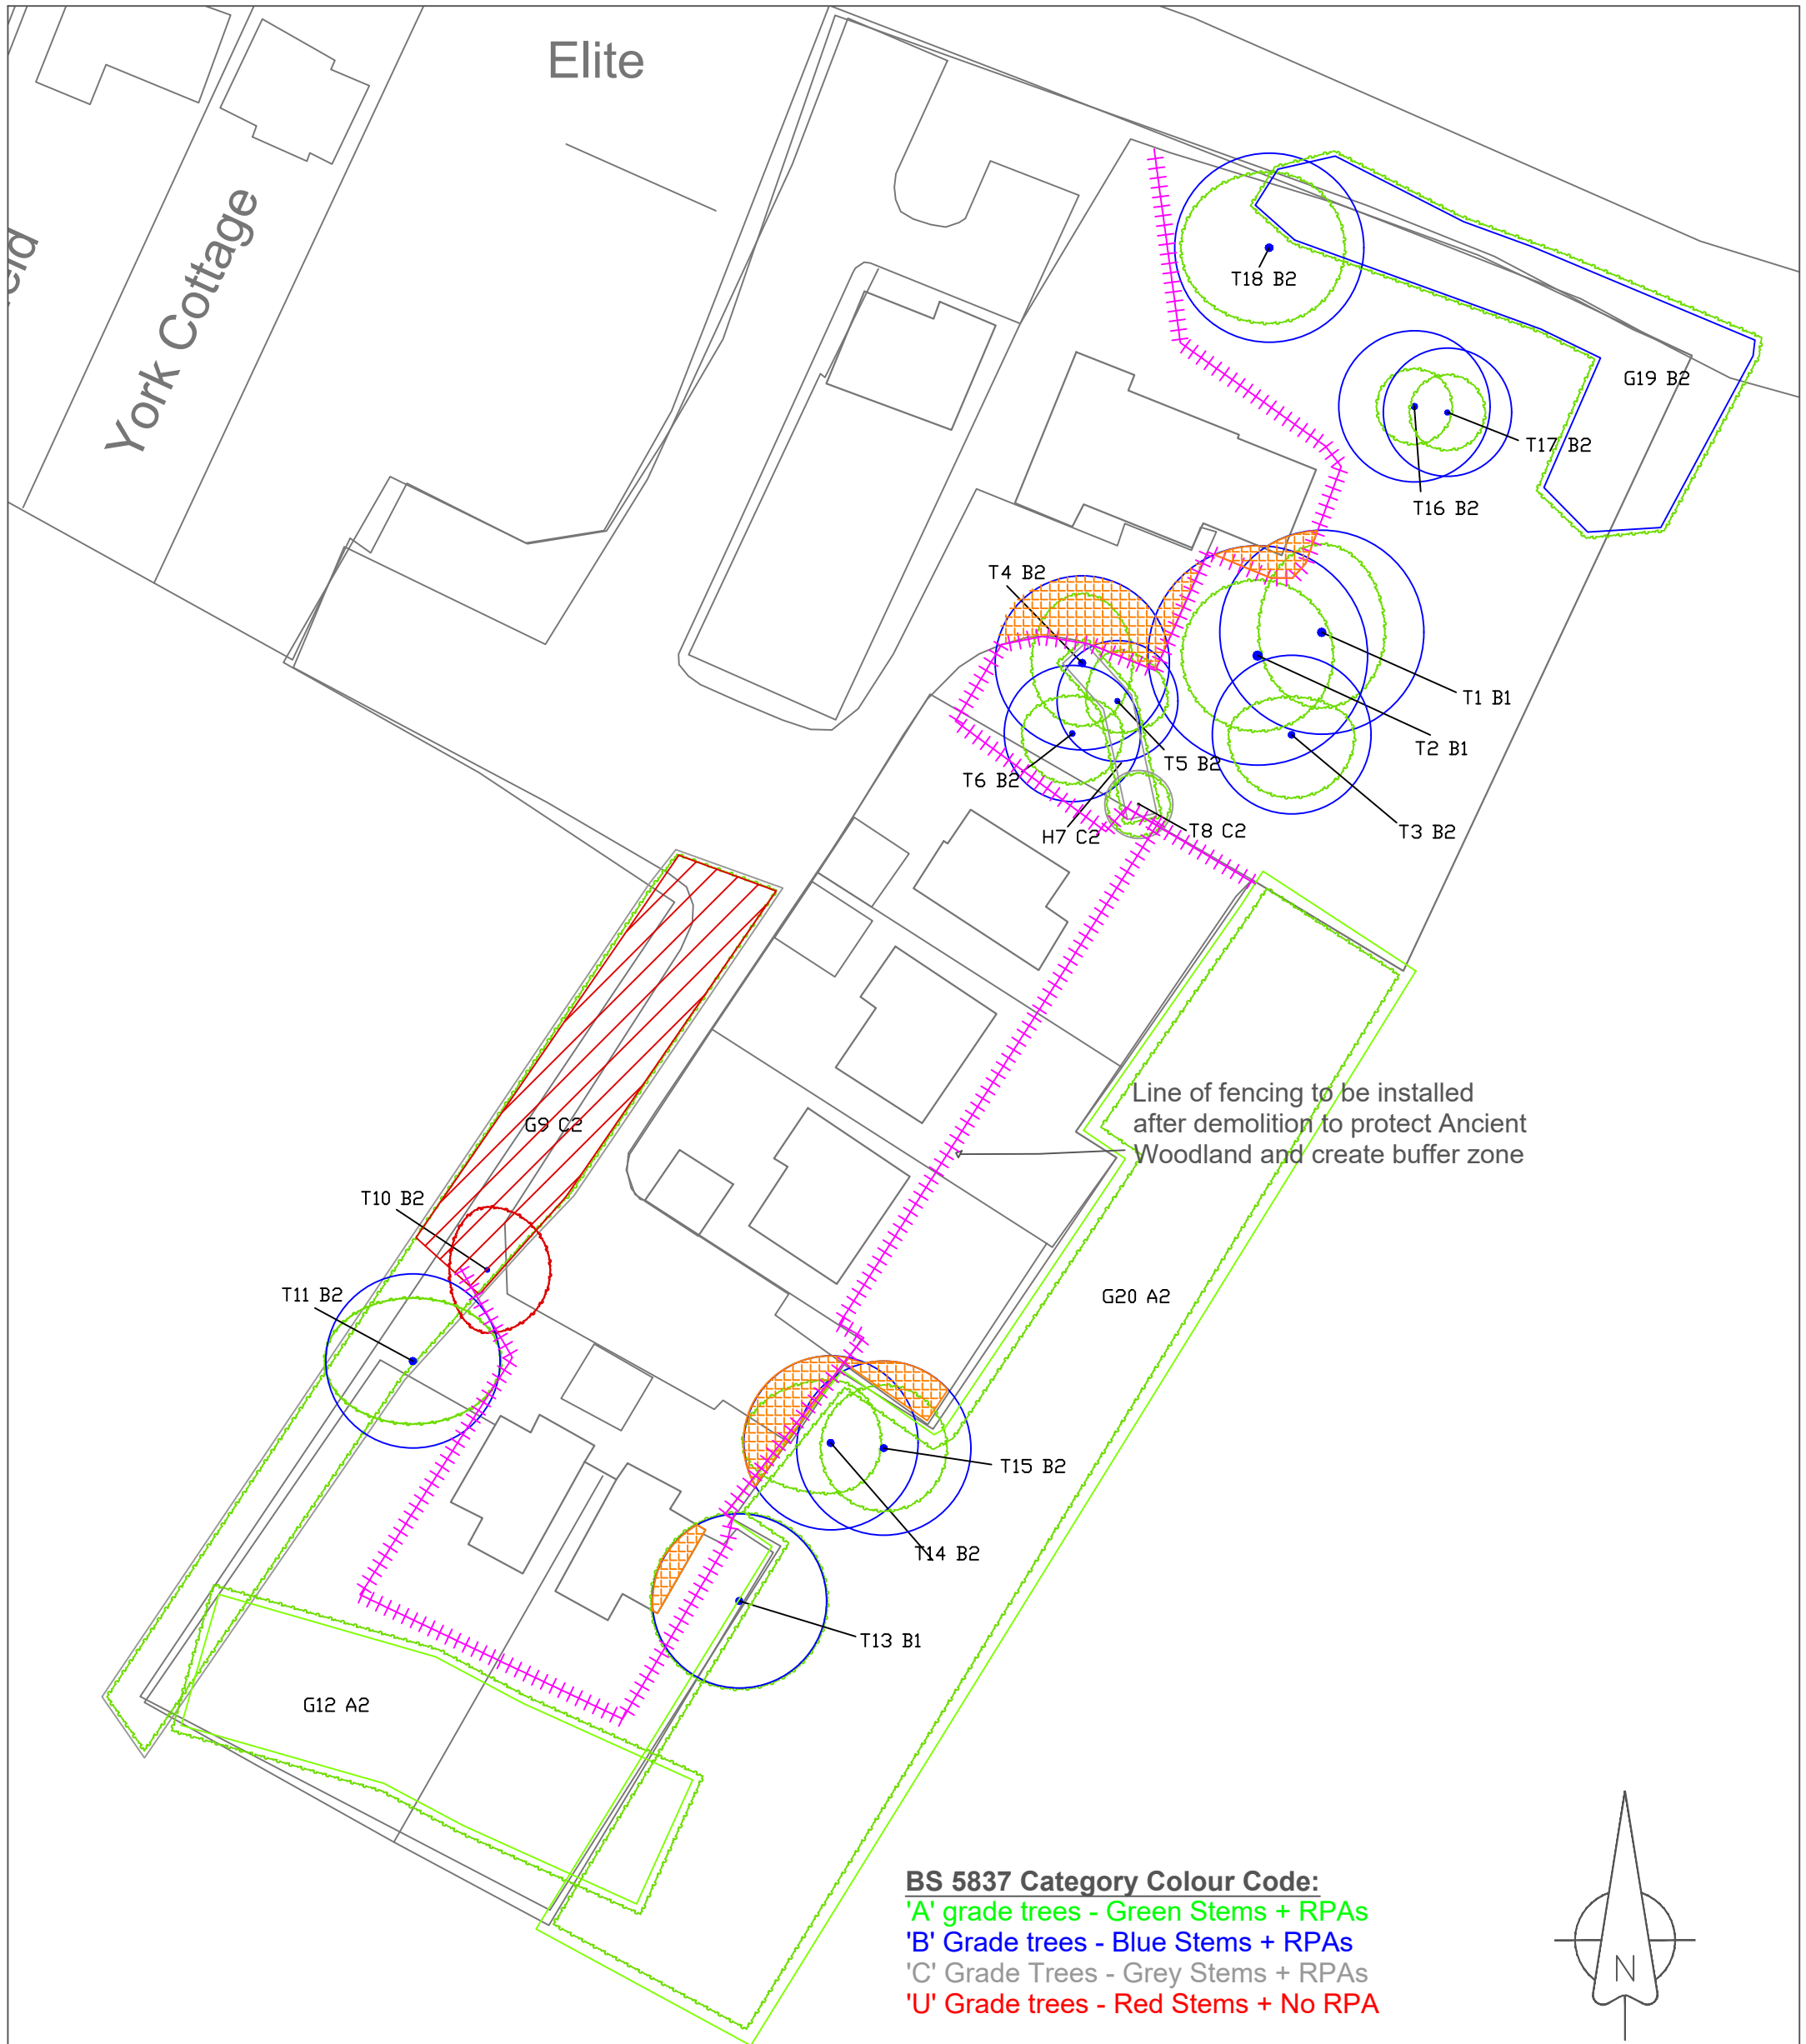 Elite
York Cottage
T18 B2
G19 B2
T17 B2
T16 B2
T4 B2
T1 B1
T2 B1
T5 B2
T6 B2
T3 B2
H7 C2
T8 C2
Line of fencing to be installed
after demolition to protect Ancient
Woodland and create buffer zone
G9 C2
T10 B2
T11 B2
G20 A2
T15 B2
T14 B2
T13 B1
G12 A2
BS 5837 Category Colour Code:
'A' grade trees - Green Stems + RPAs
'B' Grade trees - Blue Stems + RPAs
'C' Grade Trees - Grey Stems + RPAs
'U' Grade trees - Red Stems + No RPA
N